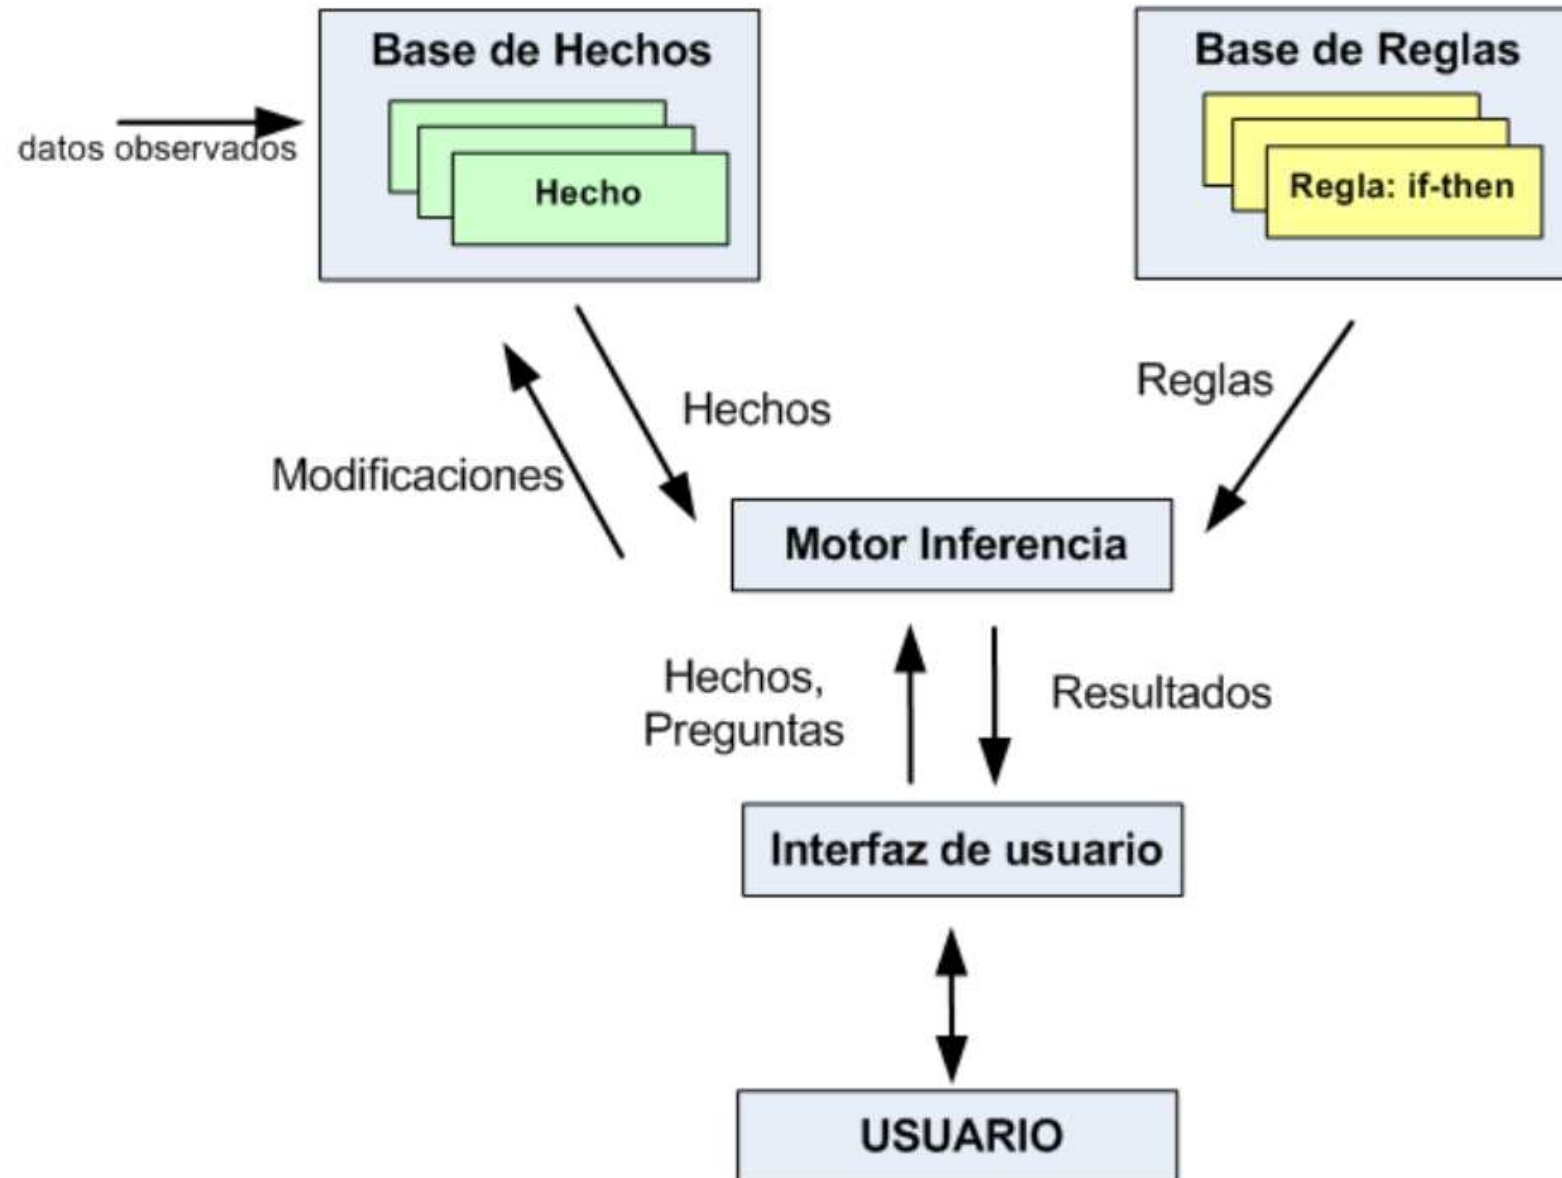 Base de Hechos
Base de Reglas
datos observados
Hecho
Regla: if-then
Hechos
Reglas
Modificaciones
Motor Inferencia
Hechos,
Preguntas
Resultados
Interfaz de usuario
USUARIO